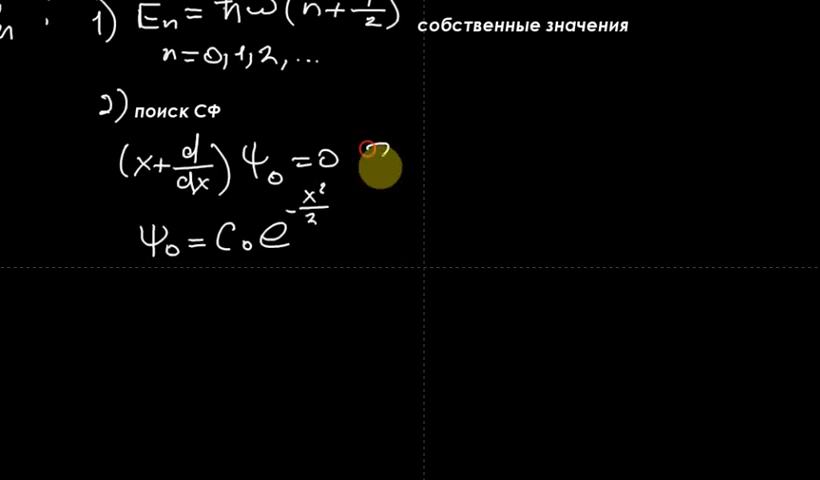 1) Eₙ = ħω(n + 1/2) собственные значения
n = 0, 1, 2, ...
2) поиск СФ
(x + d/dx) ψ₀ = 0
ψ₀ = C₀ e^(-x²/2)